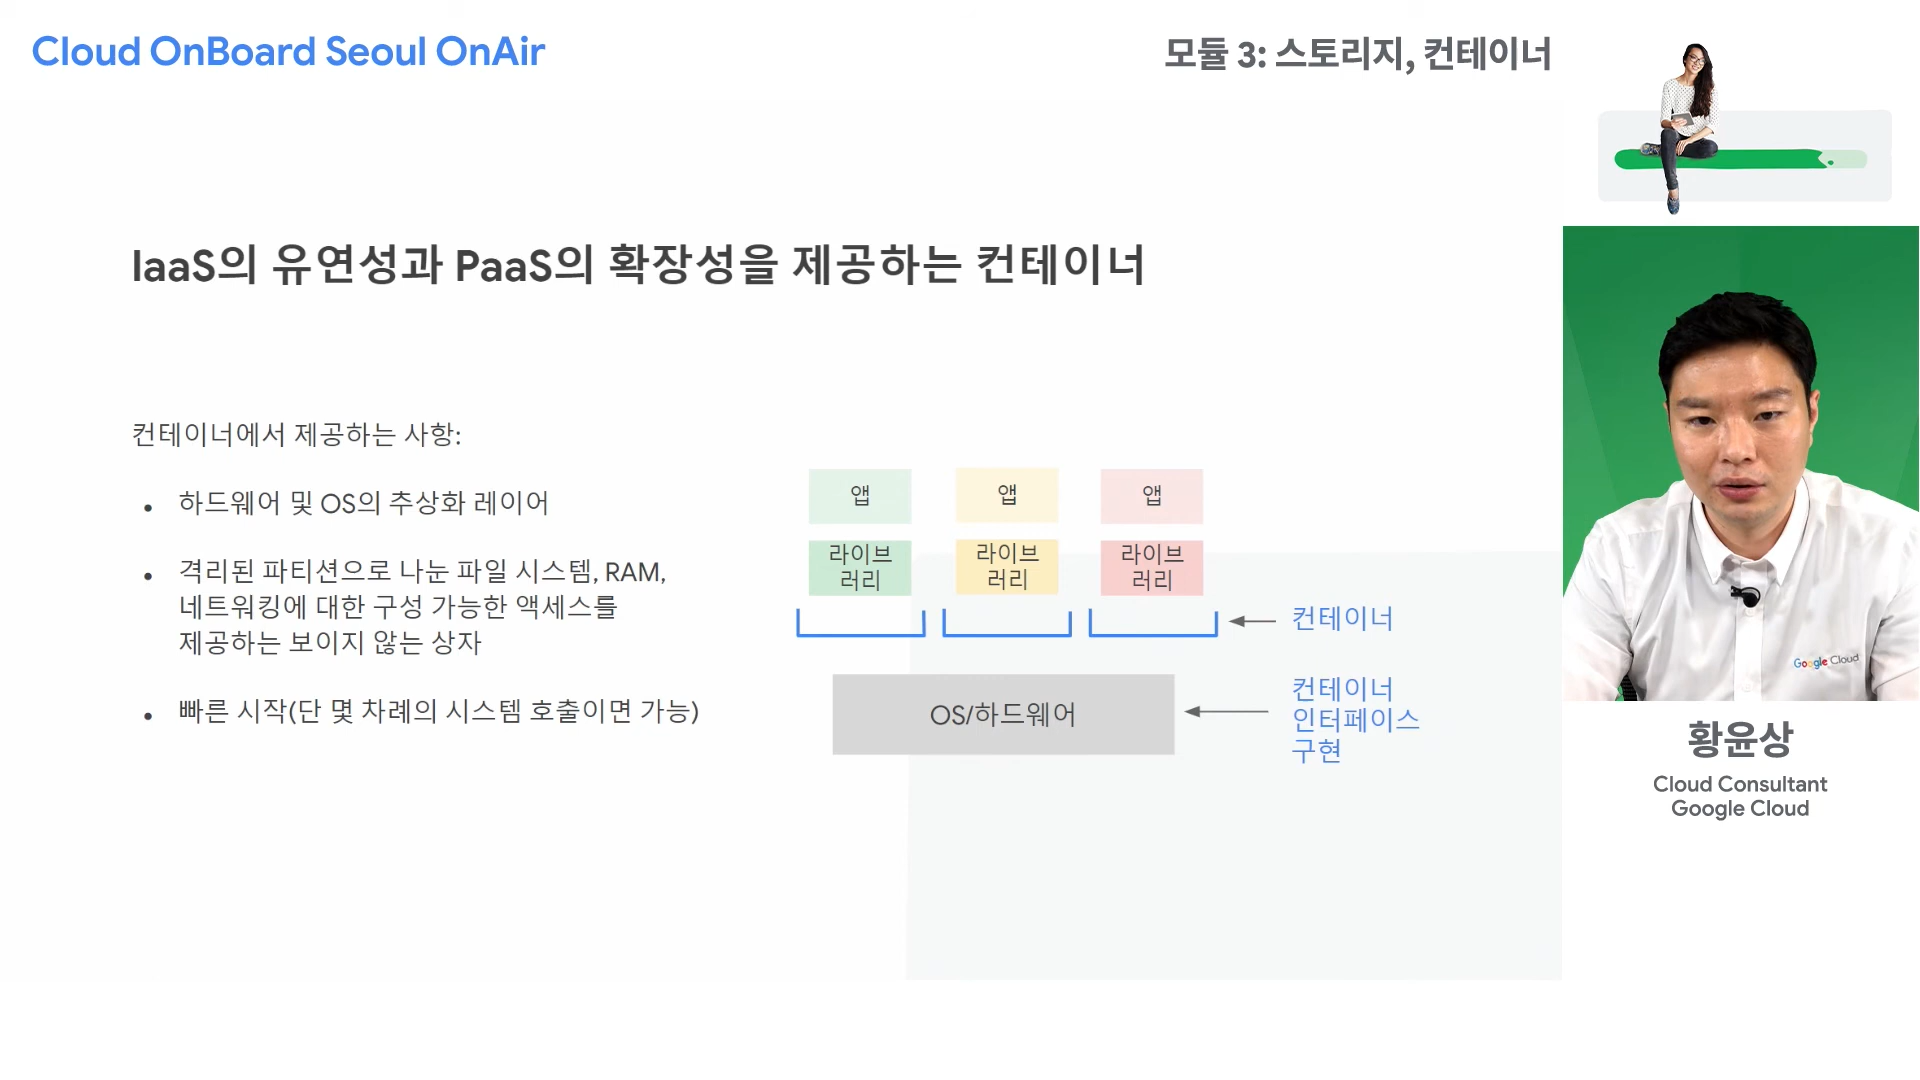 Cloud OnBoard Seoul OnAir
모듈 3: 스토리지, 컨테이너
IaaS의 유연성과 PaaS의 확장성을 제공하는 컨테이너
컨테이너에서 제공하는 사항:
• 하드웨어 및 OS의 추상화 레이어
• 격리된 파티션으로 나눈 파일 시스템, RAM,
네트워킹에 대한 구성 가능한 액세스를
제공하는 보이지 않는 상자
• 빠른 시작(단 몇 차례의 시스템 호출이면 가능)
앱
앱
앱
라이브
러리
라이브
러리
라이브
러리
컨테이너
OS/하드웨어
컨테이너
인터페이스
구현
Google Cloud
황윤상
Cloud Consultant
Google Cloud